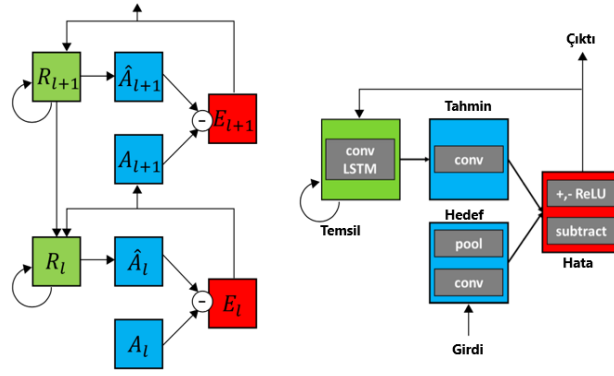 R_{l+1}
Â_{l+1}
E_{l+1}
-
A_{l+1}
R_l
Â_l
E_l
-
A_l
Çıktı
Tahmin
conv
LSTM
conv
Temsil
Hedef
+,- ReLU
subtract
Hata
pool
conv
Girdi